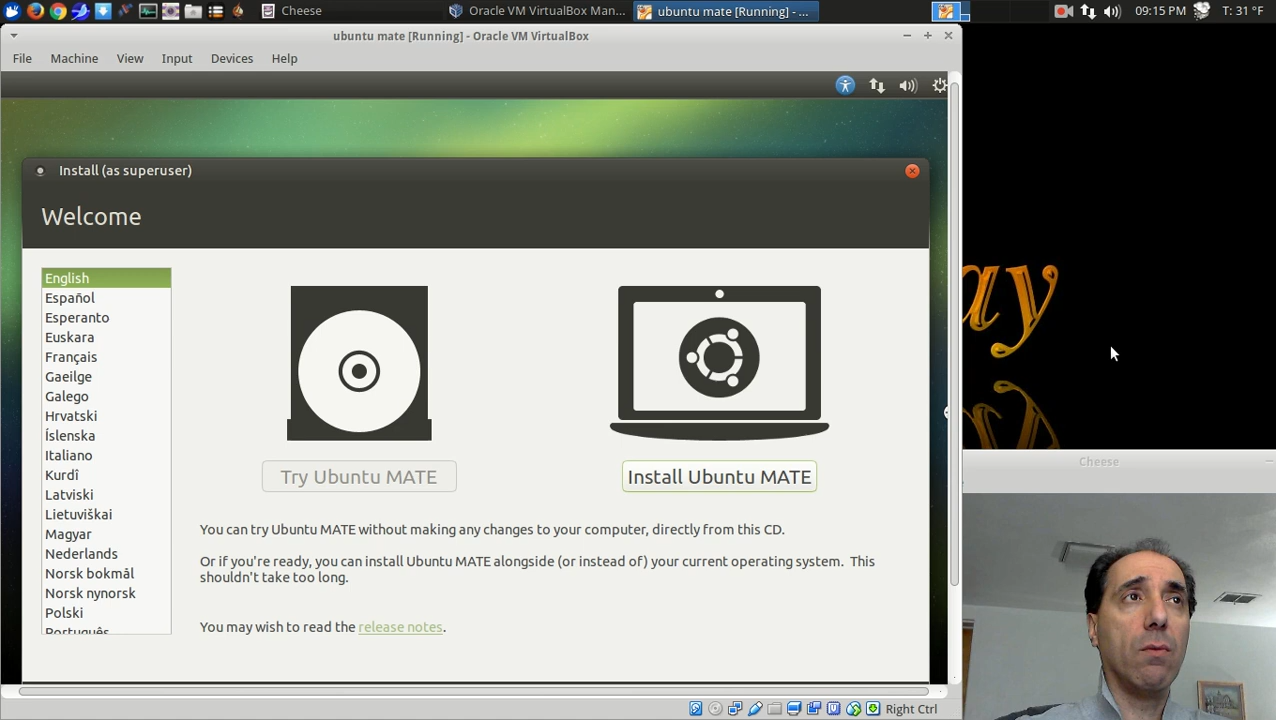 Cheese
Oracle VM VirtualBox Man...
ubuntu mate [Running] - ...
09:15 PM
T: 31 °F
ubuntu mate [Running] - Oracle VM VirtualBox
File Machine View Input Devices Help
Install (as superuser)
Welcome
English
Español
Esperanto
Euskara
Français
Gaeilge
Galego
Hrvatski
Íslenska
Italiano
Kurdî
Latviski
Lietuviškai
Magyar
Nederlands
Norsk bokmål
Norsk nynorsk
Polski
Português
Try Ubuntu MATE
Install Ubuntu MATE
You can try Ubuntu MATE without making any changes to your computer, directly from this CD.
Or if you're ready, you can install Ubuntu MATE alongside (or instead of) your current operating system. This
shouldn't take too long.
You may wish to read the release notes.
ay
Cheese
Right Ctrl